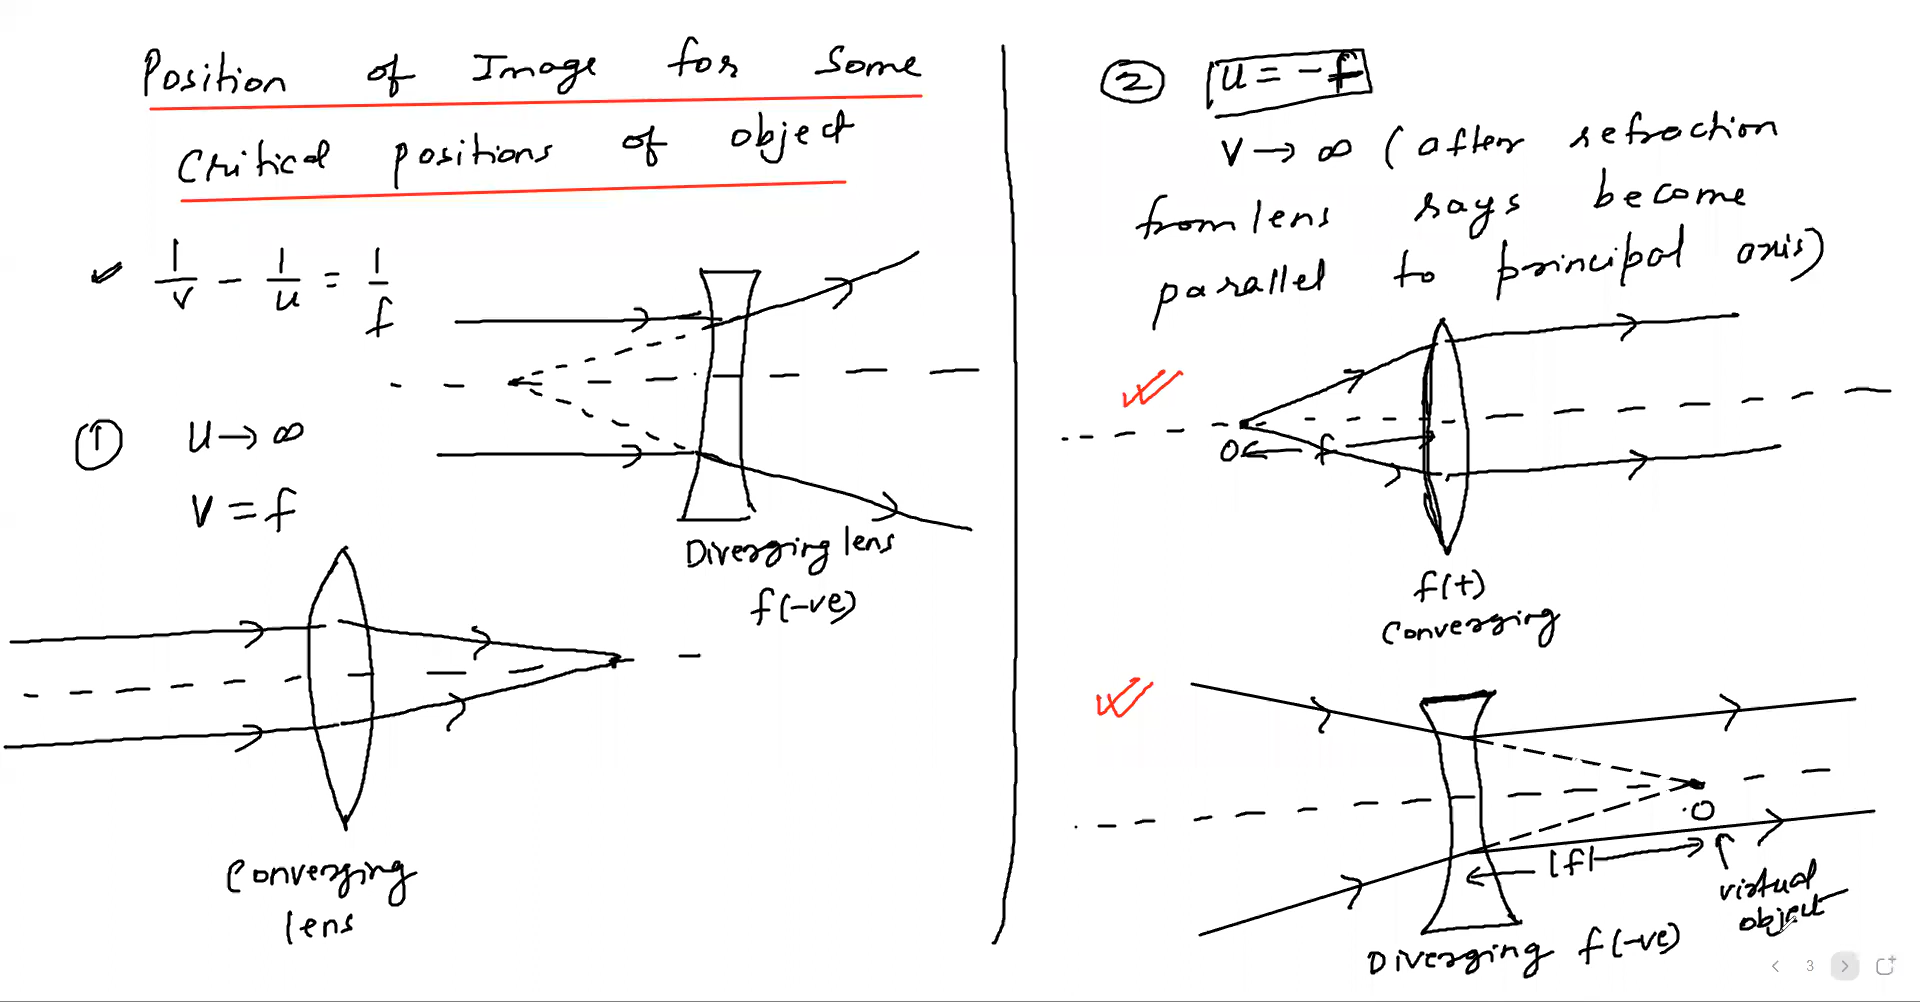 Position of Image for Some
Critical positions of object
1/v - 1/u = 1/f
① u → ∞
v = f
Diverging lens
f(-ve)
Converging
lens
② u = -f
v → ∞ (after refraction
from lens rays become
parallel to principal axis)
O f
f(+)
Converging
O
|f|
virtual
object
Diverging f(-ve)
3